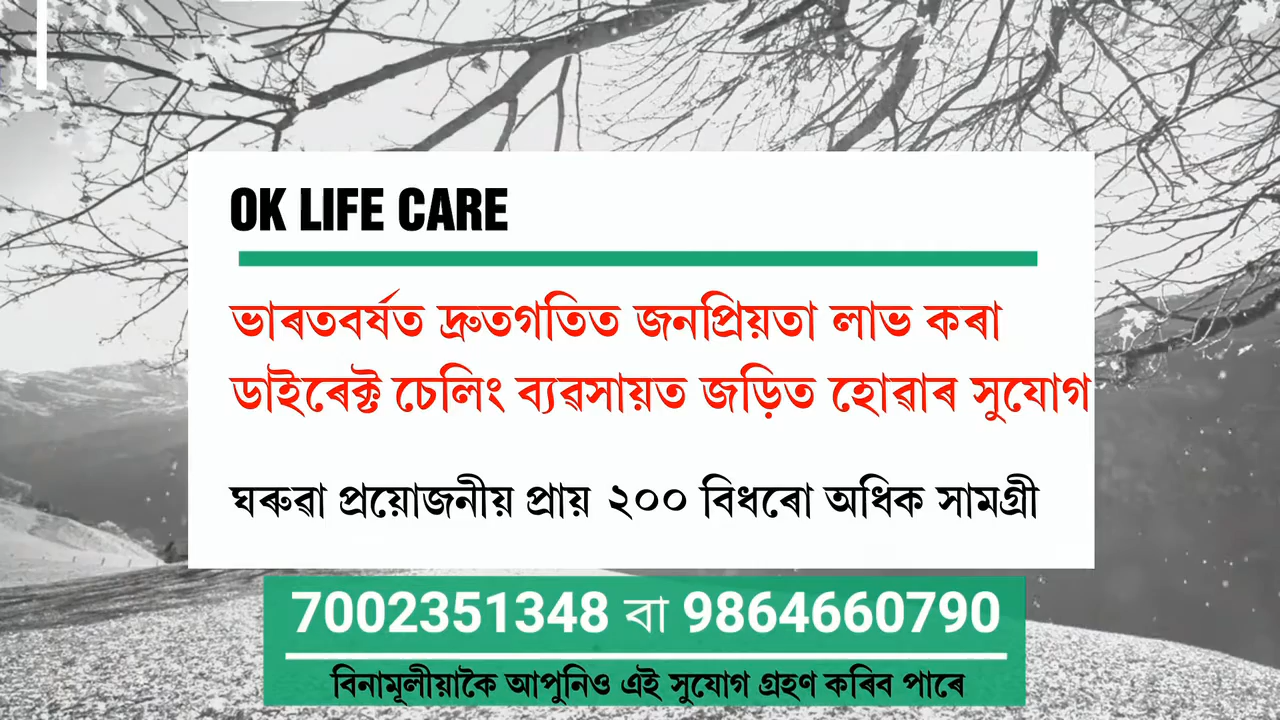 OK LIFE CARE
ভাৰতবৰ্ষত দ্ৰুতগতিত জনপ্ৰিয়তা লাভ কৰা
ডাইৰেক্ট চেলিং ব্যৱসায়ত জড়িত হোৱাৰ সুযোগ
ঘৰুৱা প্ৰয়োজনীয় প্ৰায় ২০০ বিধৰো অধিক সামগ্ৰী
7002351348 বা 9864660790
বিনামূলীয়াকৈ আপুনিও এই সুযোগ গ্ৰহণ কৰিব পাৰে